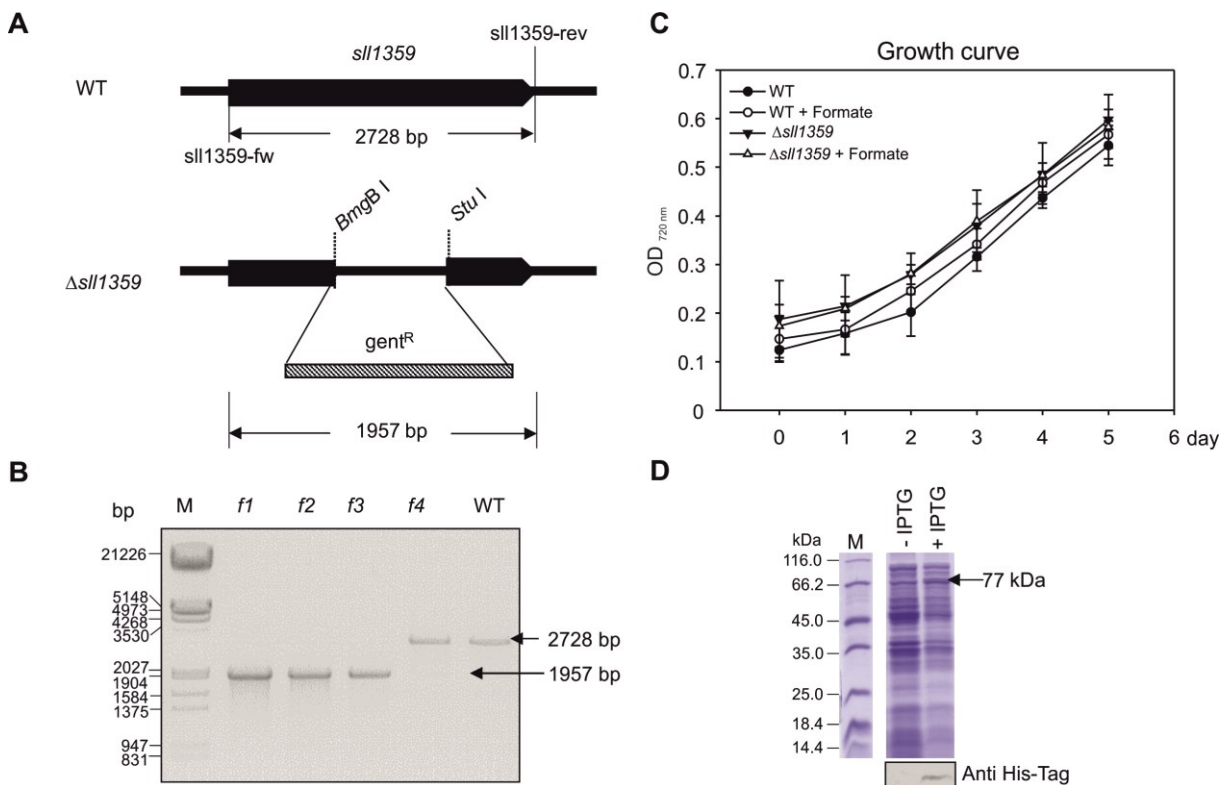 A
sll1359-rev
sll1359
WT
2728 bp
sll1359-fw
BmgB I
Stu I
Δsll1359
gentR
1957 bp
B
bp
M
f1
f2
f3
f4
WT
21226
5148
4973
4268
3530
2027
1904
1584
1375
947
831
2728 bp
1957 bp
C
Growth curve
WT
WT + Formate
Δsll1359
Δsll1359 + Formate
OD 720 nm
0.7
0.6
0.5
0.4
0.3
0.2
0.1
0
0 1 2 3 4 5 6 day
D
kDa
M
- IPTG
+ IPTG
116.0
66.2
45.0
35.0
25.0
18.4
14.4
77 kDa
Anti His-Tag